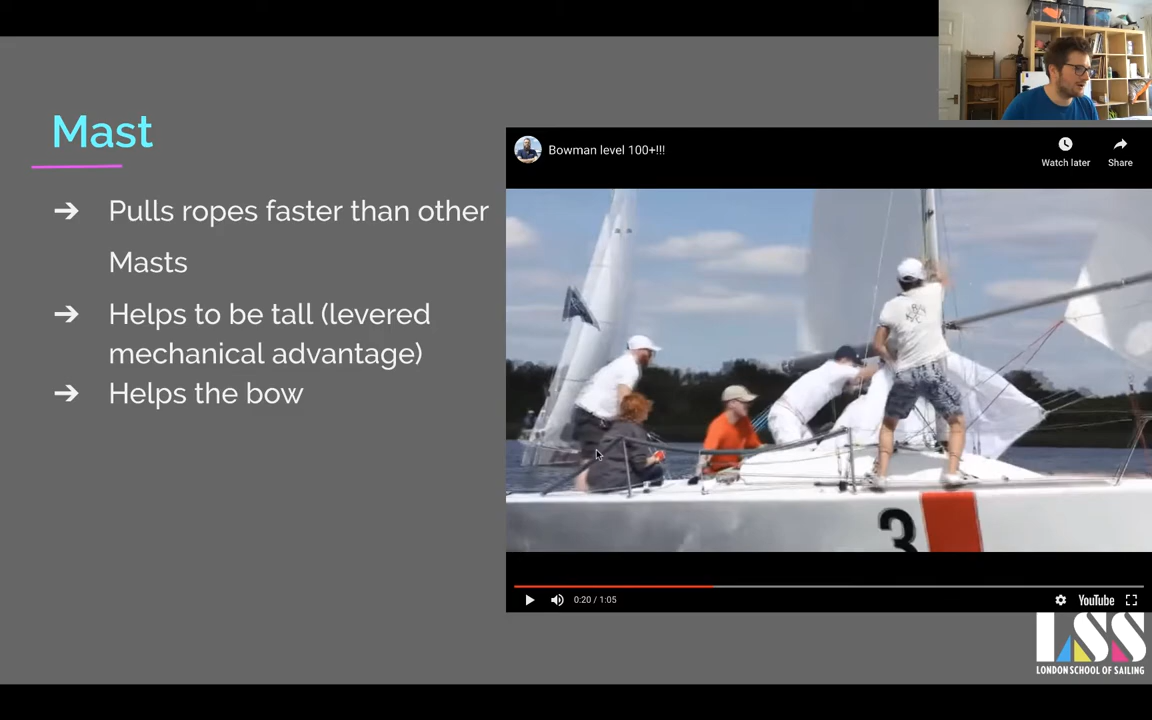 Mast
Pulls ropes faster than other
Masts
Helps to be tall (levered
mechanical advantage)
Helps the bow
Bowman level 100+!!!
Watch later
Share
3
0:20 / 1:05
YouTube
LSS
LONDON SCHOOL OF SAILING